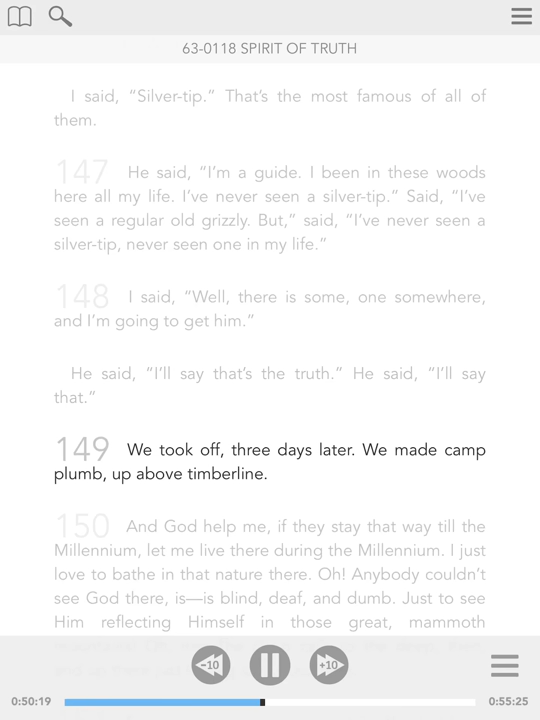 63-0118 SPIRIT OF TRUTH
I said, “Silver-tip.” That’s the most famous of all of
them.
147 He said, “I’m a guide. I been in these woods
here all my life. I’ve never seen a silver-tip.” Said, “I’ve
seen a regular old grizzly. But,” said, “I’ve never seen a
silver-tip, never seen one in my life.”
148 I said, “Well, there is some, one somewhere,
and I’m going to get him.”
He said, “I’ll say that’s the truth.” He said, “I’ll say
that.”
149 We took off, three days later. We made camp
plumb, up above timberline.
150 And God help me, if they stay that way till the
Millennium, let me live there during the Millennium. I just
love to bathe in that nature there. Oh! Anybody couldn’t
see God there, is—is blind, deaf, and dumb. Just to see
Him reflecting Himself in those great, mammoth
-10 +10
0:50:19 0:55:25